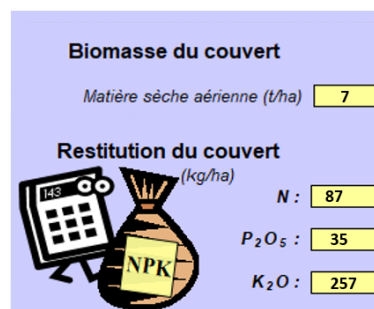 Biomasse du couvert
Matière sèche aérienne (t/ha) 7
Restitution du couvert
(kg/ha)
N : 87
P₂O₅ : 35
K₂O : 257
143
NPK